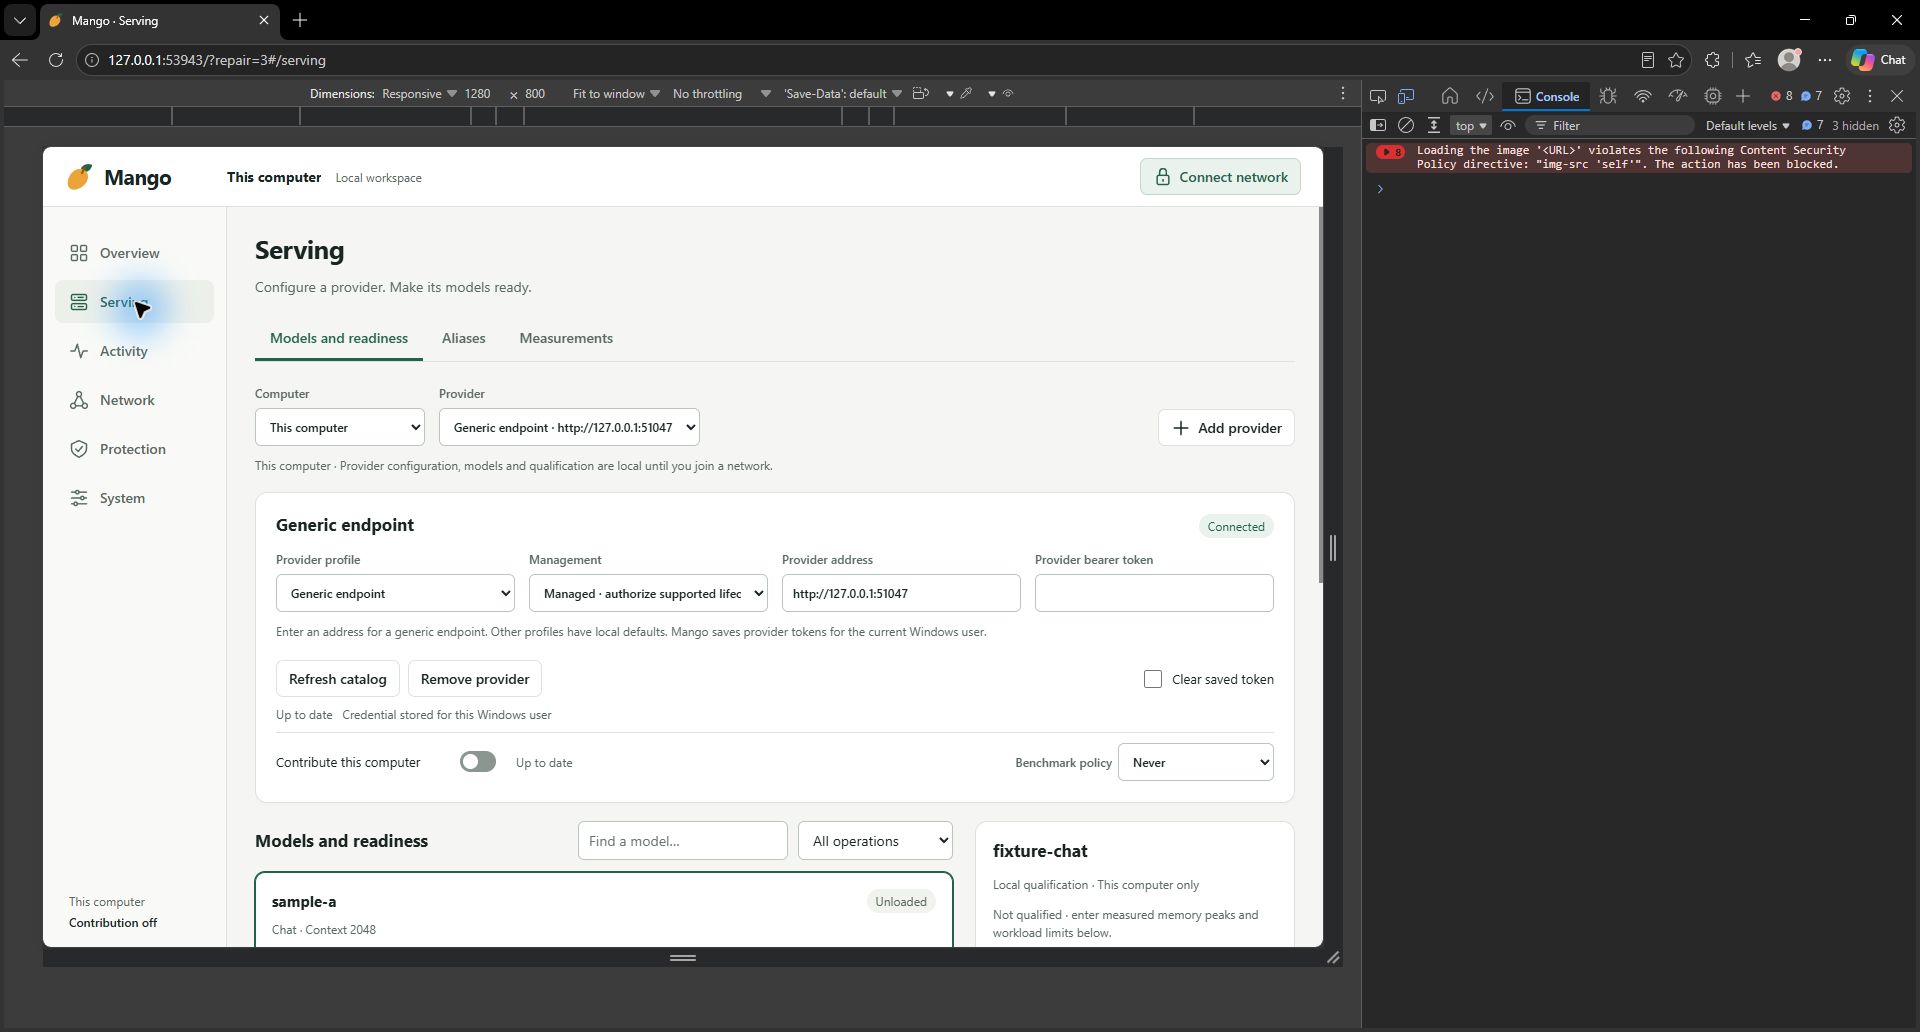 Mango · Serving
127.0.0.1:53943/?repair=3#/serving
Chat
Dimensions: Responsive 1280 × 800 Fit to window No throttling 'Save-Data': default
Console 8 7
top Filter Default levels 7 3 hidden
8 Loading the image '<URL>' violates the following Content Security
Policy directive: "img-src 'self'". The action has been blocked.
Mango This computer Local workspace Connect network
Overview
Serving
Activity
Network
Protection
System
This computer
Contribution off
Serving
Configure a provider. Make its models ready.
Models and readiness Aliases Measurements
Computer Provider
This computer Generic endpoint · http://127.0.0.1:51047 Add provider
This computer · Provider configuration, models and qualification are local until you join a network.
Generic endpoint Connected
Provider profile Management Provider address Provider bearer token
Generic endpoint Managed · authorize supported lifec http://127.0.0.1:51047
Enter an address for a generic endpoint. Other profiles have local defaults. Mango saves provider tokens for the current Windows user.
Refresh catalog Remove provider Clear saved token
Up to date Credential stored for this Windows user
Contribute this computer Up to date Benchmark policy Never
Models and readiness Find a model... All operations
sample-a Unloaded
Chat · Context 2048
fixture-chat
Local qualification · This computer only
Not qualified · enter measured memory peaks and
workload limits below.